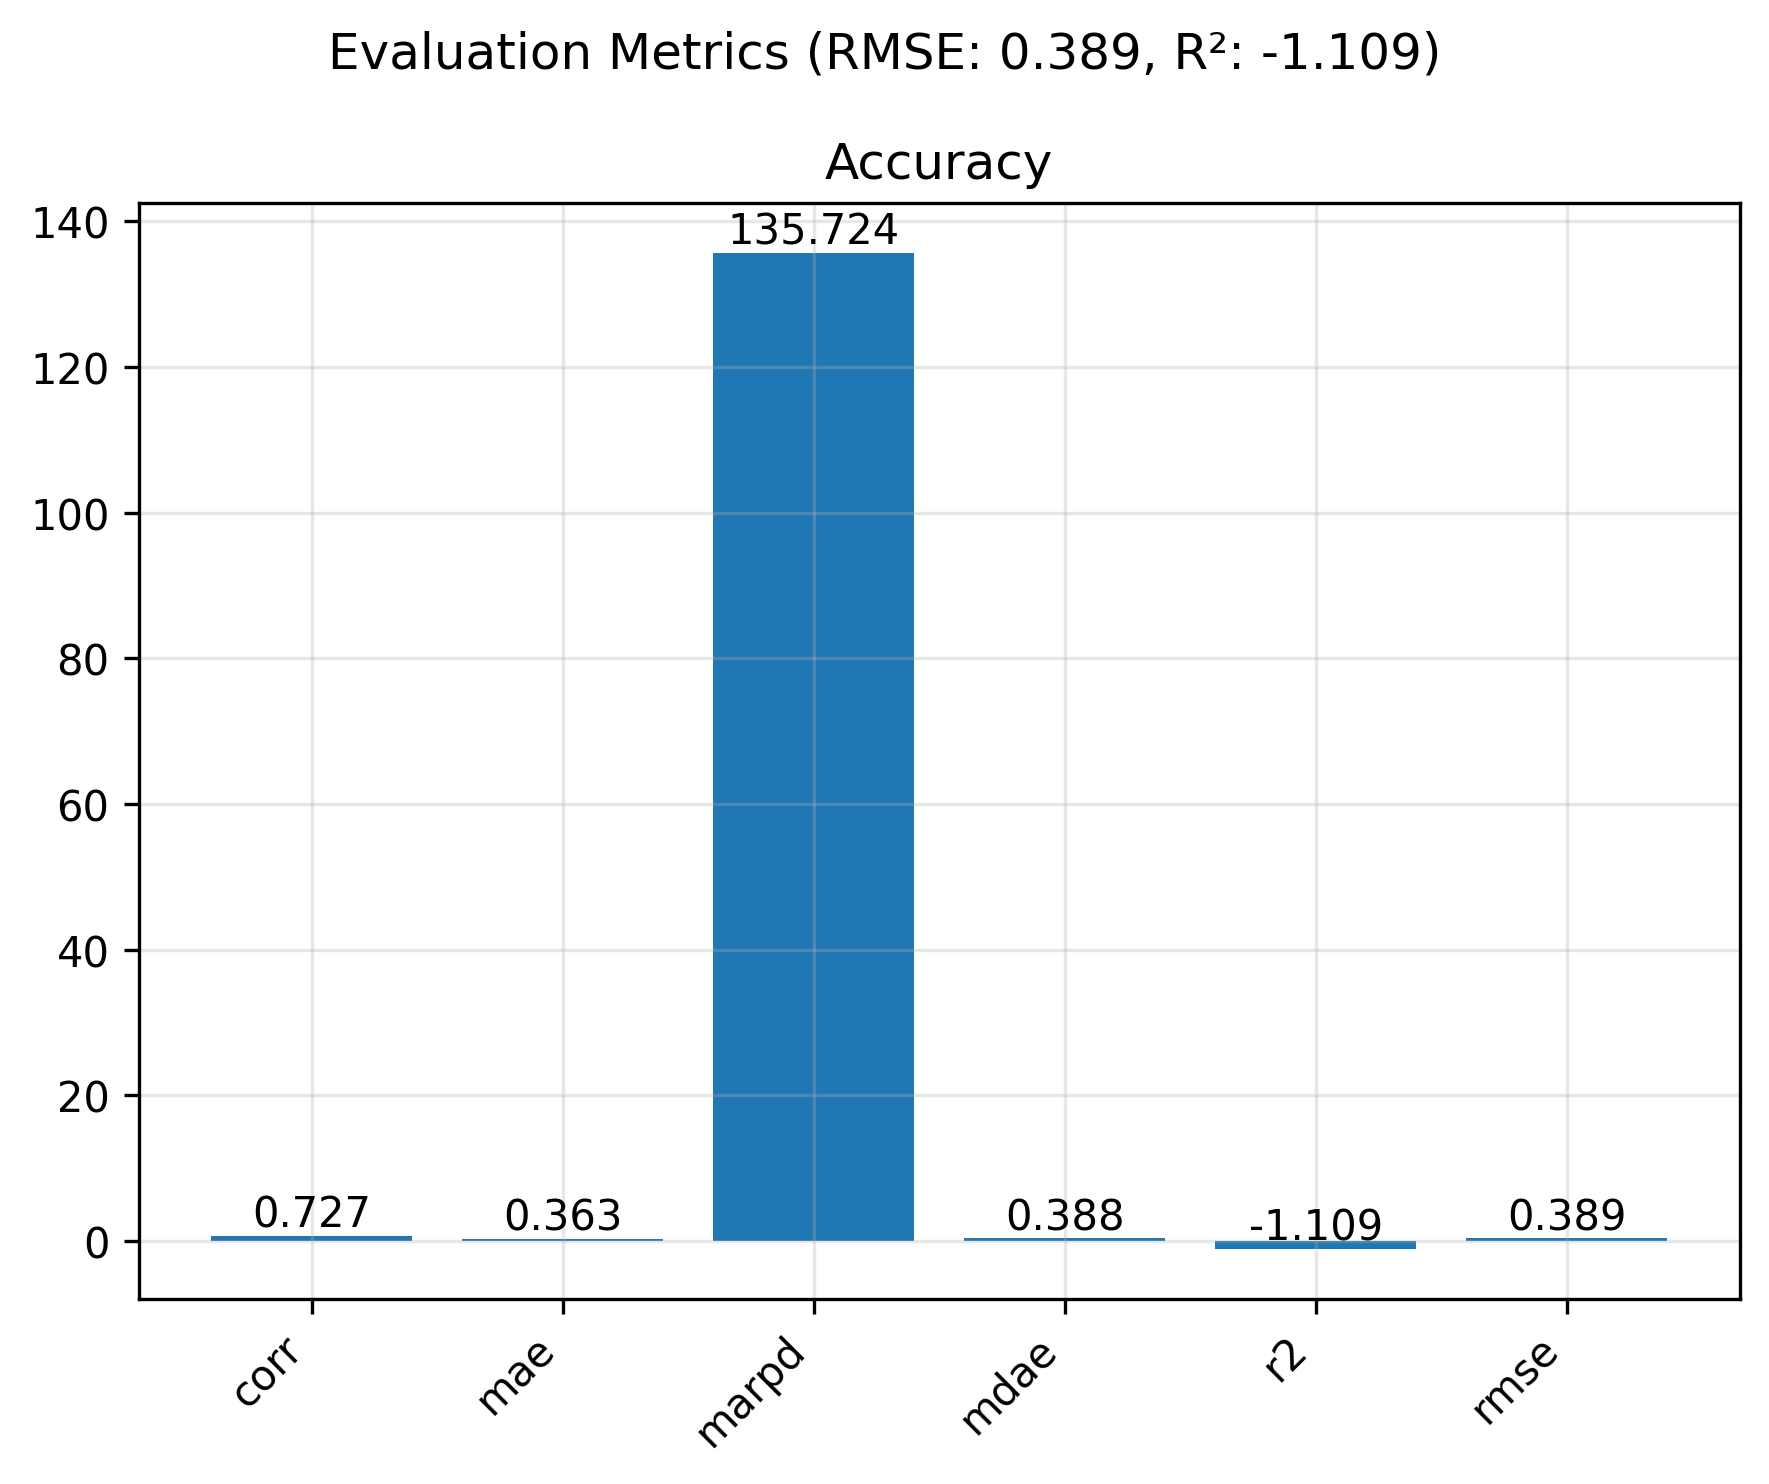 Evaluation Metrics (RMSE: 0.389, R²: -1.109)
Accuracy
140
135.724
120
100
80
60
40
20
0
0.727
0.363
0.388
-1.109
0.389
corr
mae
marpd
mdae
r2
rmse